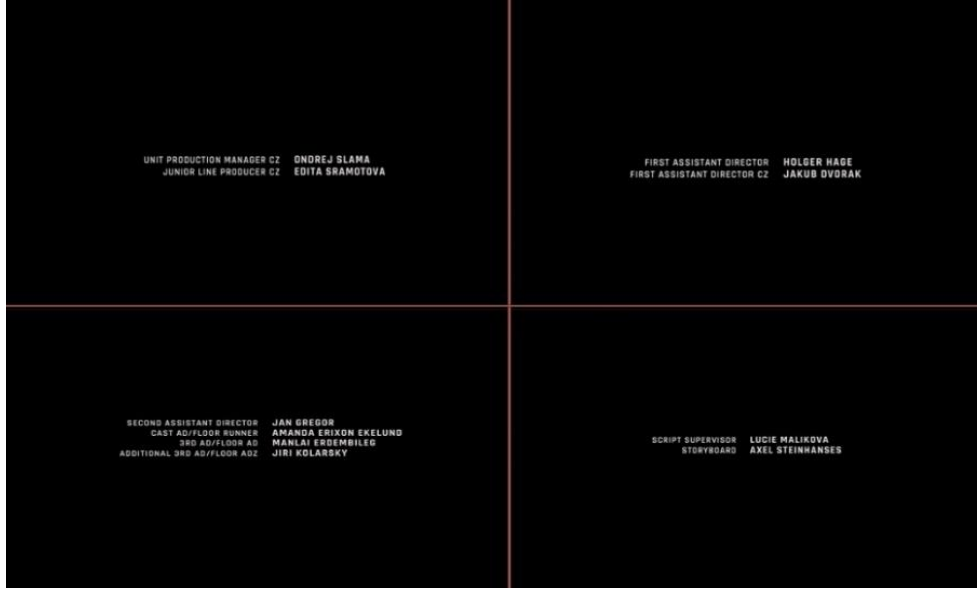 UNIT PRODUCTION MANAGER CZ ONDREJ SLAMA
JUNIOR LINE PRODUCER CZ EDITA SRAMOTOVA
FIRST ASSISTANT DIRECTOR HOLGER HAGE
FIRST ASSISTANT DIRECTOR CZ JAKUB DVORAK
SECOND ASSISTANT DIRECTOR JAN GREGOR
CAST AD/FLOOR RUNNER AMANDA ERIXON EKELUND
3RD AD/FLOOR AD MANLAI ERDEMBILEG
ADDITIONAL 3RD AD/FLOOR ADZ JIRI KOLARSKY
SCRIPT SUPERVISOR LUCIE MALIKOVA
STORYBOARD AXEL STEINHANSES